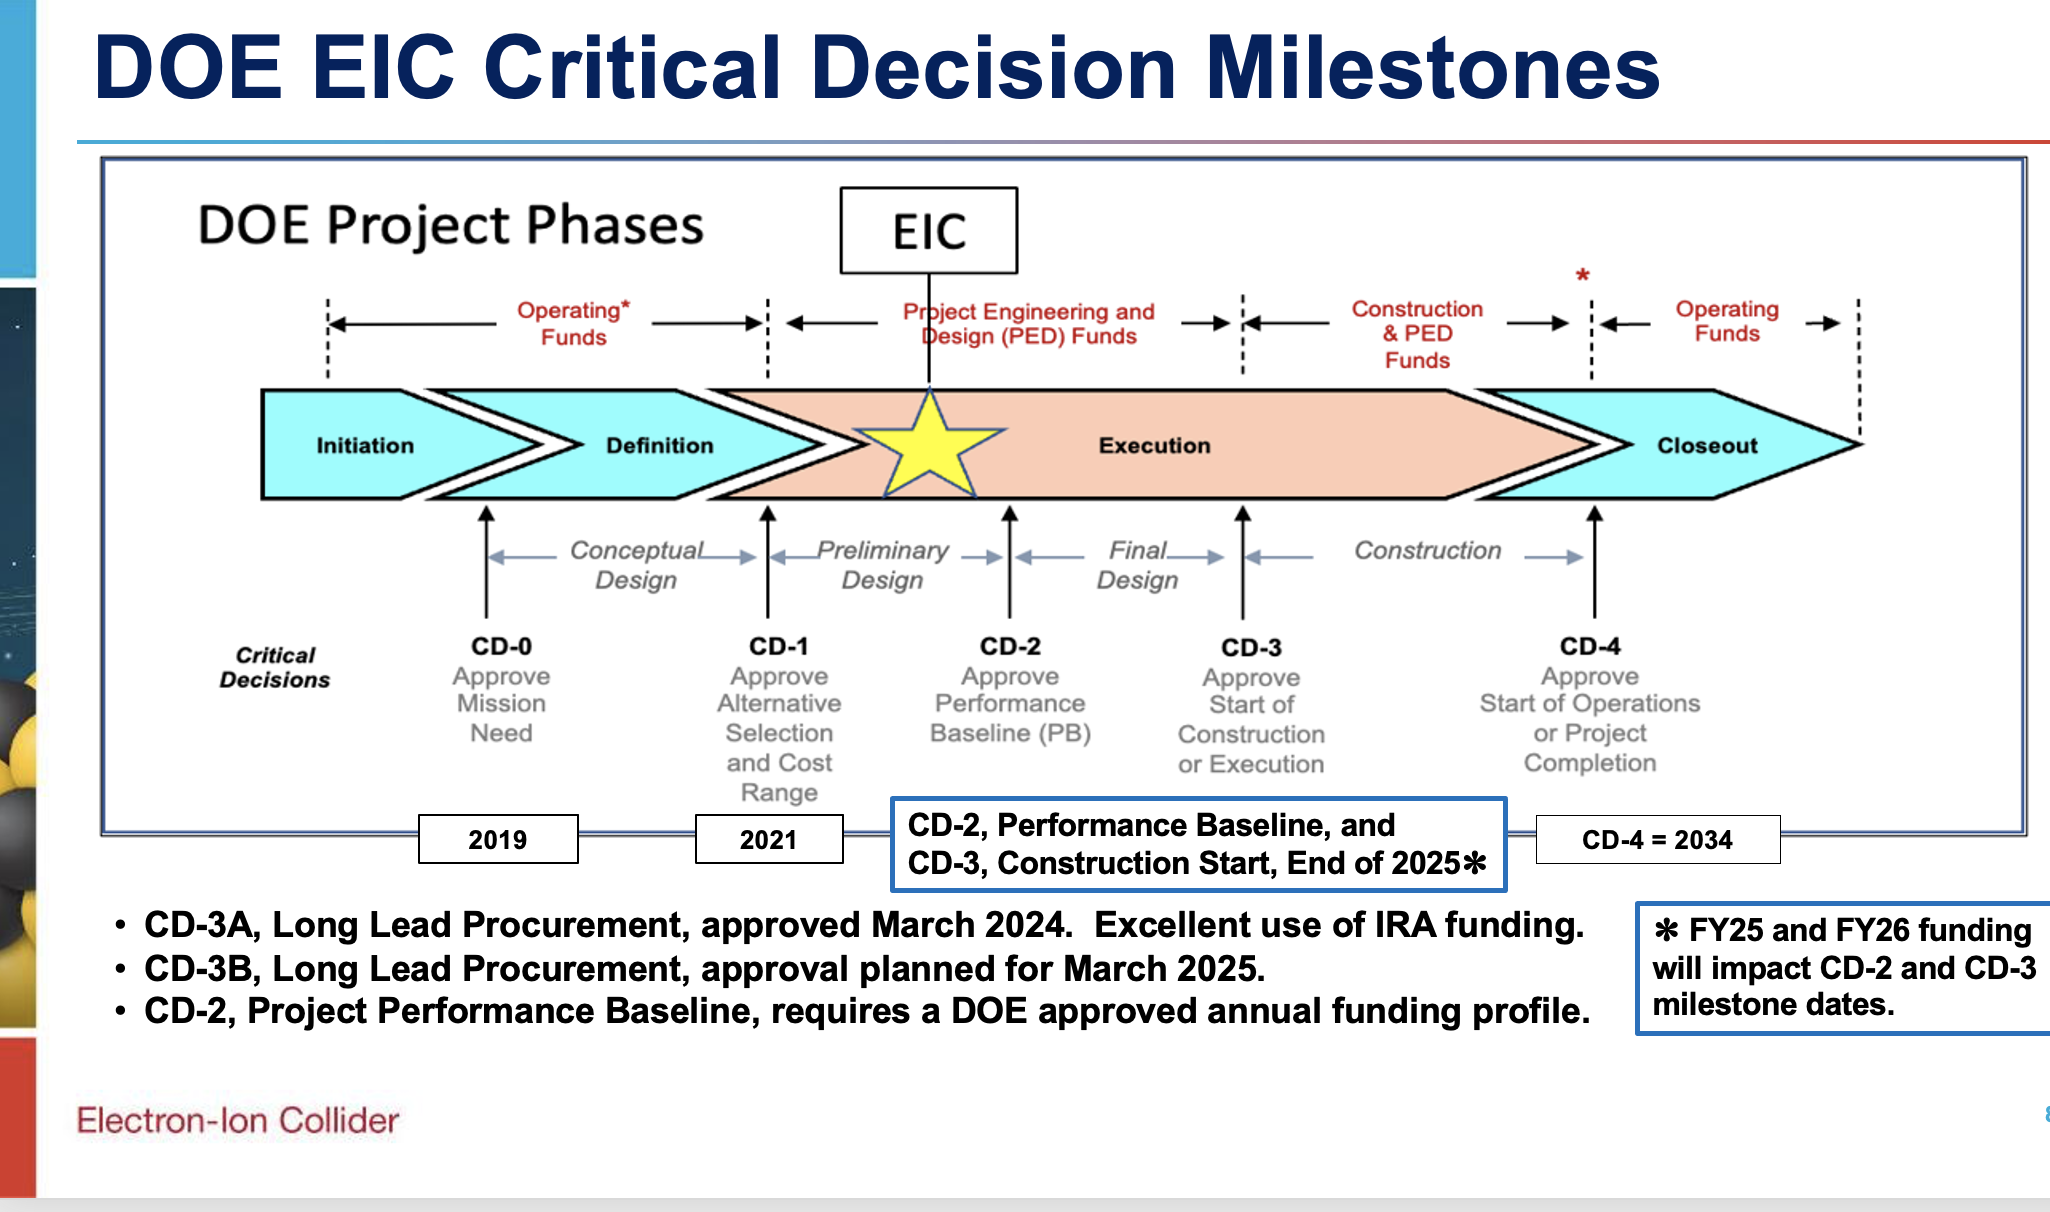 DOE EIC Critical Decision Milestones
DOE Project Phases
EIC
*
Operating*
Funds
Project Engineering and
Design (PED) Funds
Construction
& PED
Funds
Operating
Funds
Initiation
Definition
Execution
Closeout
Conceptual
Design
Preliminary
Design
Final
Design
Construction
Critical
Decisions
CD-0
Approve
Mission
Need
CD-1
Approve
Alternative
Selection
and Cost
Range
CD-2
Approve
Performance
Baseline (PB)
CD-3
Approve
Start of
Construction
or Execution
CD-4
Approve
Start of Operations
or Project
Completion
2019
2021
CD-2, Performance Baseline, and
CD-3, Construction Start, End of 2025✻
CD-4 = 2034
• CD-3A, Long Lead Procurement, approved March 2024.  Excellent use of IRA funding.
• CD-3B, Long Lead Procurement, approval planned for March 2025.
• CD-2, Project Performance Baseline, requires a DOE approved annual funding profile.
✻ FY25 and FY26 funding
will impact CD-2 and CD-3
milestone dates.
Electron-Ion Collider